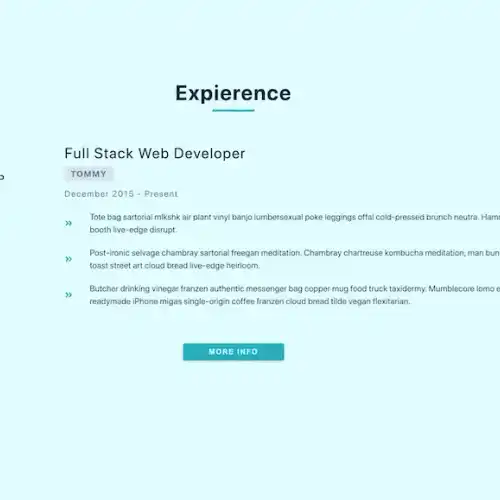 Expierence
Full Stack Web Developer
TOMMY
December 2015 - Present
Tote bag sartorial mlkshk air plant vinyl banjo lumbersexual poke leggings offal cold-pressed brunch neutra. Ham
booth live-edge disrupt.
Post-ironic selvage chambray sartorial freegan meditation. Chambray chartreuse kombucha meditation, man bun
toast street art cloud bread live-edge heirloom.
Butcher drinking vinegar franzen authentic messenger bag copper mug food truck taxidermy. Mumblecore lomo
readymade iPhone migas single-origin coffee franzen cloud bread tilde vegan flexitarian.
MORE INFO